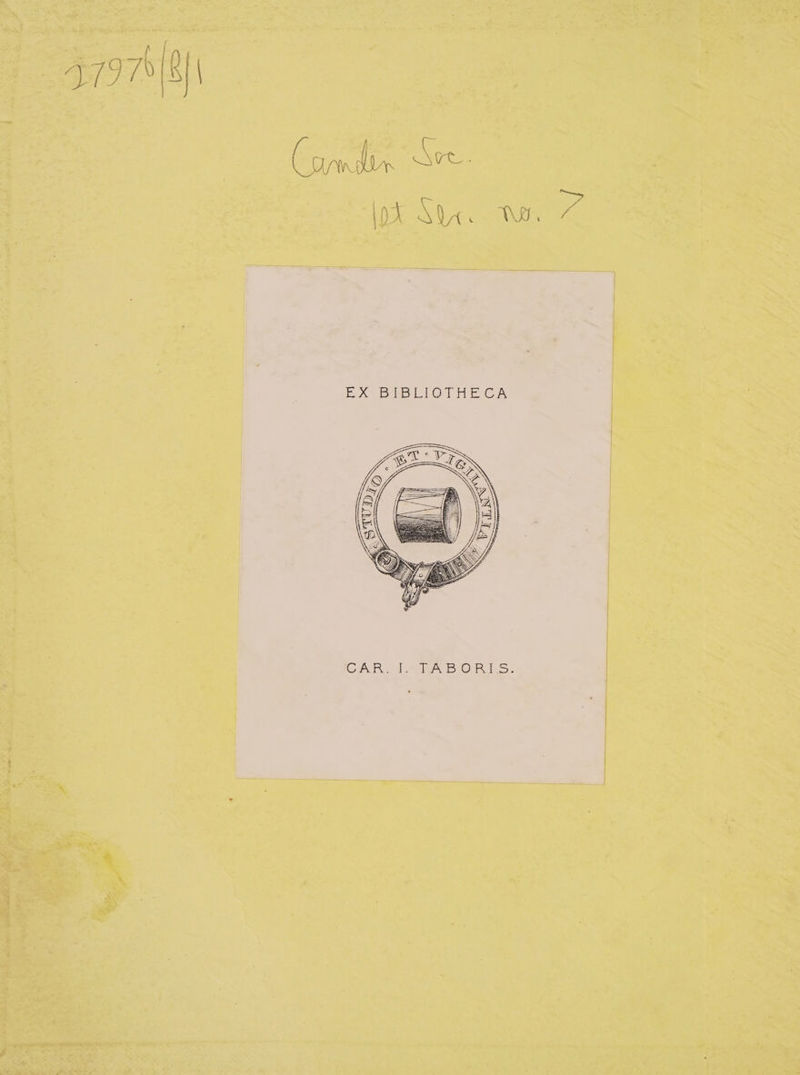 27976/B/1
Camden Soc.
1st Ser. no. 7
EX BIBLIOTHECA
STUDIO · ET · VIGILANTIA
CAR. I. TABORIS.